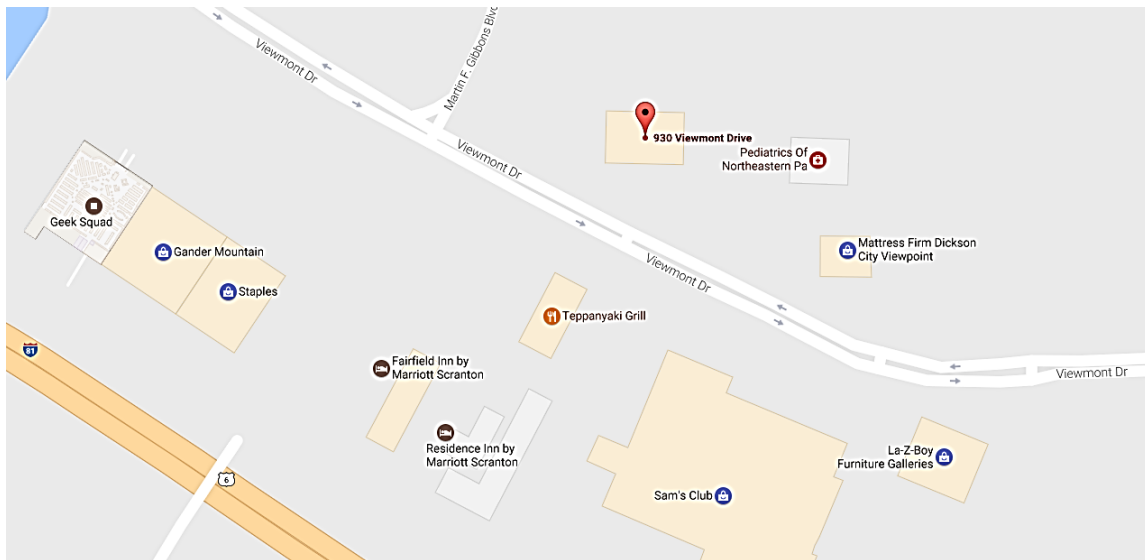 Viewmont Dr
Martin F. Gibbons Blvd
930 Viewmont Drive
Pediatrics Of
Northeastern Pa
Viewmont Dr
Geek Squad
Gander Mountain
Staples
Mattress Firm Dickson
City Viewpoint
Viewmont Dr
Teppanyaki Grill
81
Fairfield Inn by
Marriott Scranton
Viewmont Dr
Residence Inn by
Marriott Scranton
La-Z-Boy
Furniture Galleries
6
Sam's Club